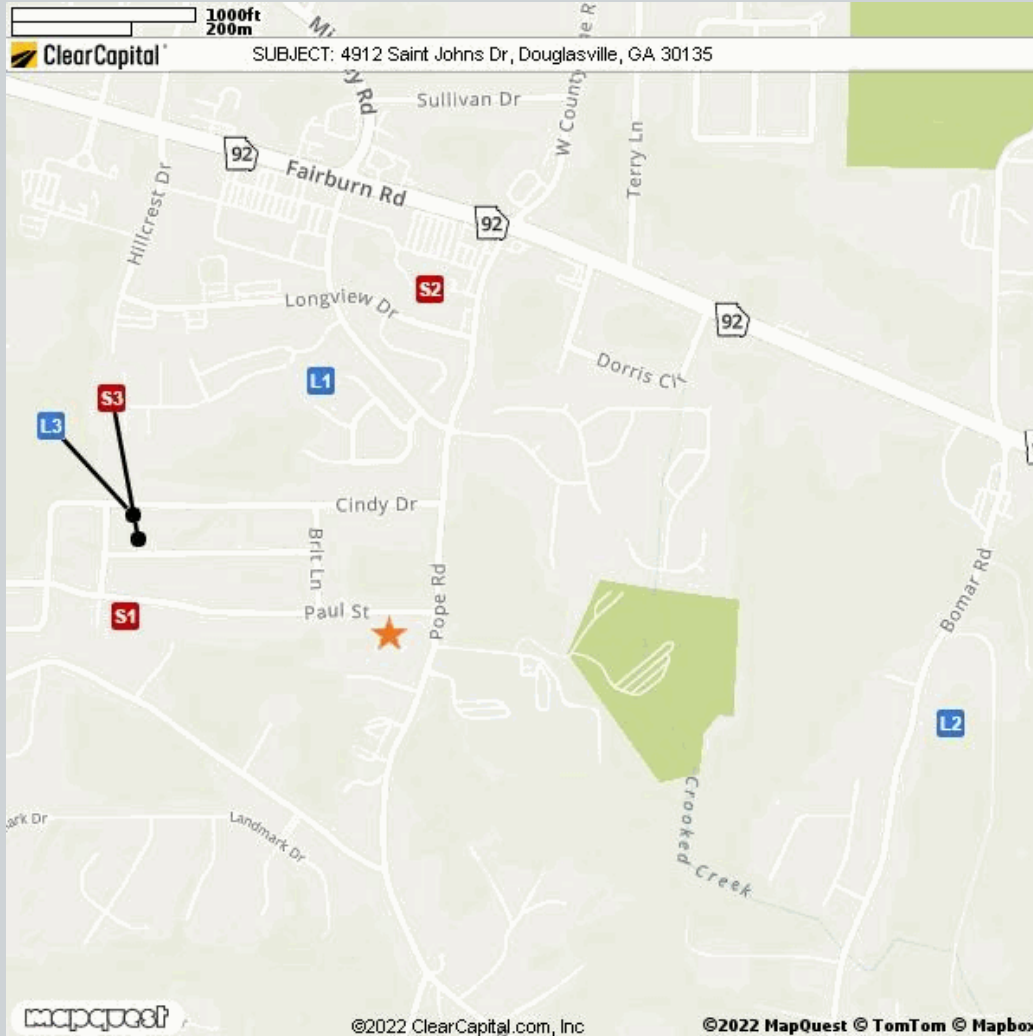 1000ft
200m
ClearCapital
SUBJECT: 4912 Saint Johns Dr, Douglasville, GA 30135
Sullivan Dr
Terry Ln
92
Fairburn Rd
Hillcrest Dr
92
S2
Longview Dr
92
Dorris Ct
L1
S3
L3
Cindy Dr
Brit Ln
Pope Rd
Bomar Rd
Paul St
S1
L2
Crooked Creek
Landmark Dr
mapquest
©2022 ClearCapital.com, Inc
©2022 MapQuest © TomTom © Mapbox